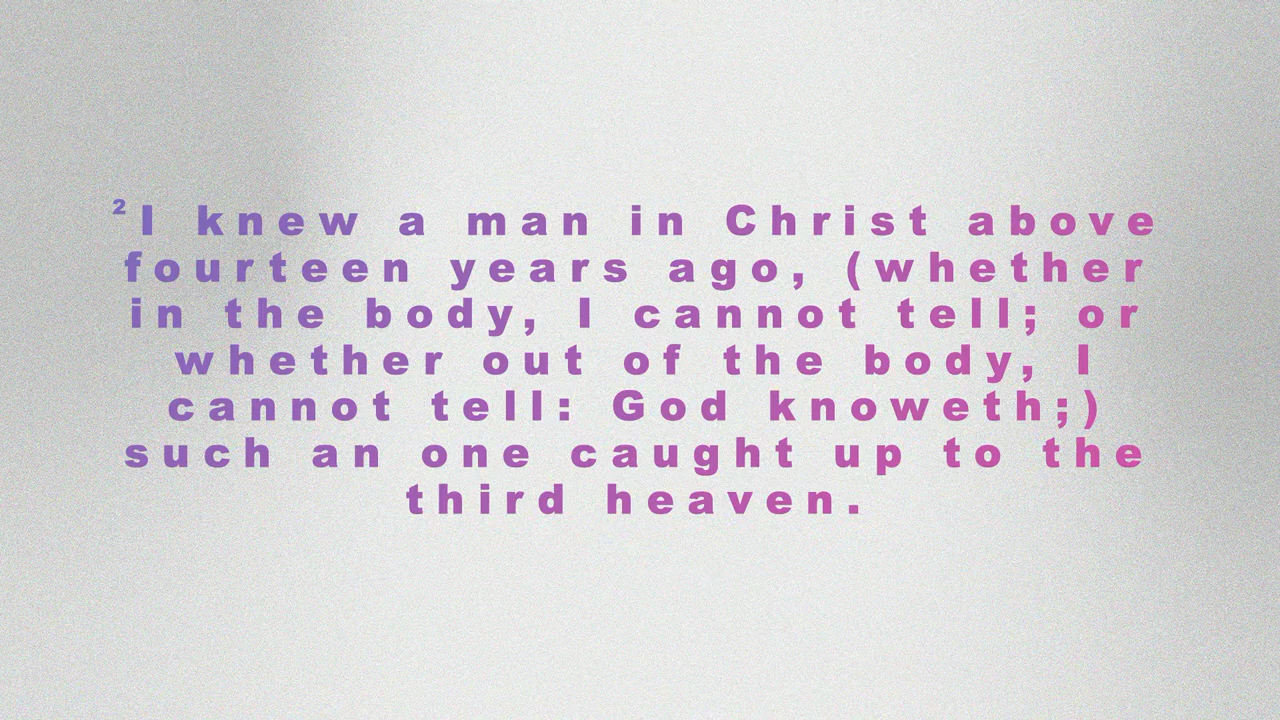 ²I knew a man in Christ above
fourteen years ago, (whether
in the body, I cannot tell; or
whether out of the body, I
cannot tell: God knoweth;)
such an one caught up to the
third heaven.